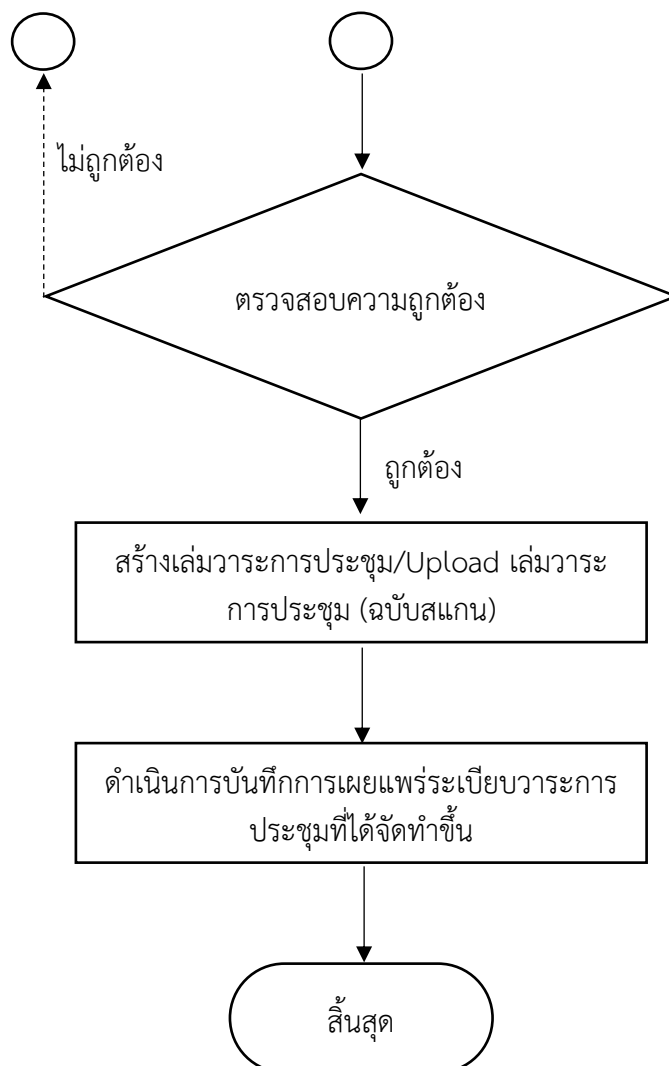 ไม่ถูกต้อง
ตรวจสอบความถูกต้อง
ถูกต้อง
สร้างเล่มวาระการประชุม/Upload เล่มวาระ
การประชุม (ฉบับสแกน)
ดำเนินการบันทึกการเผยแพร่ระเบียบวาระการ
ประชุมที่ได้จัดทำขึ้น
สิ้นสุด